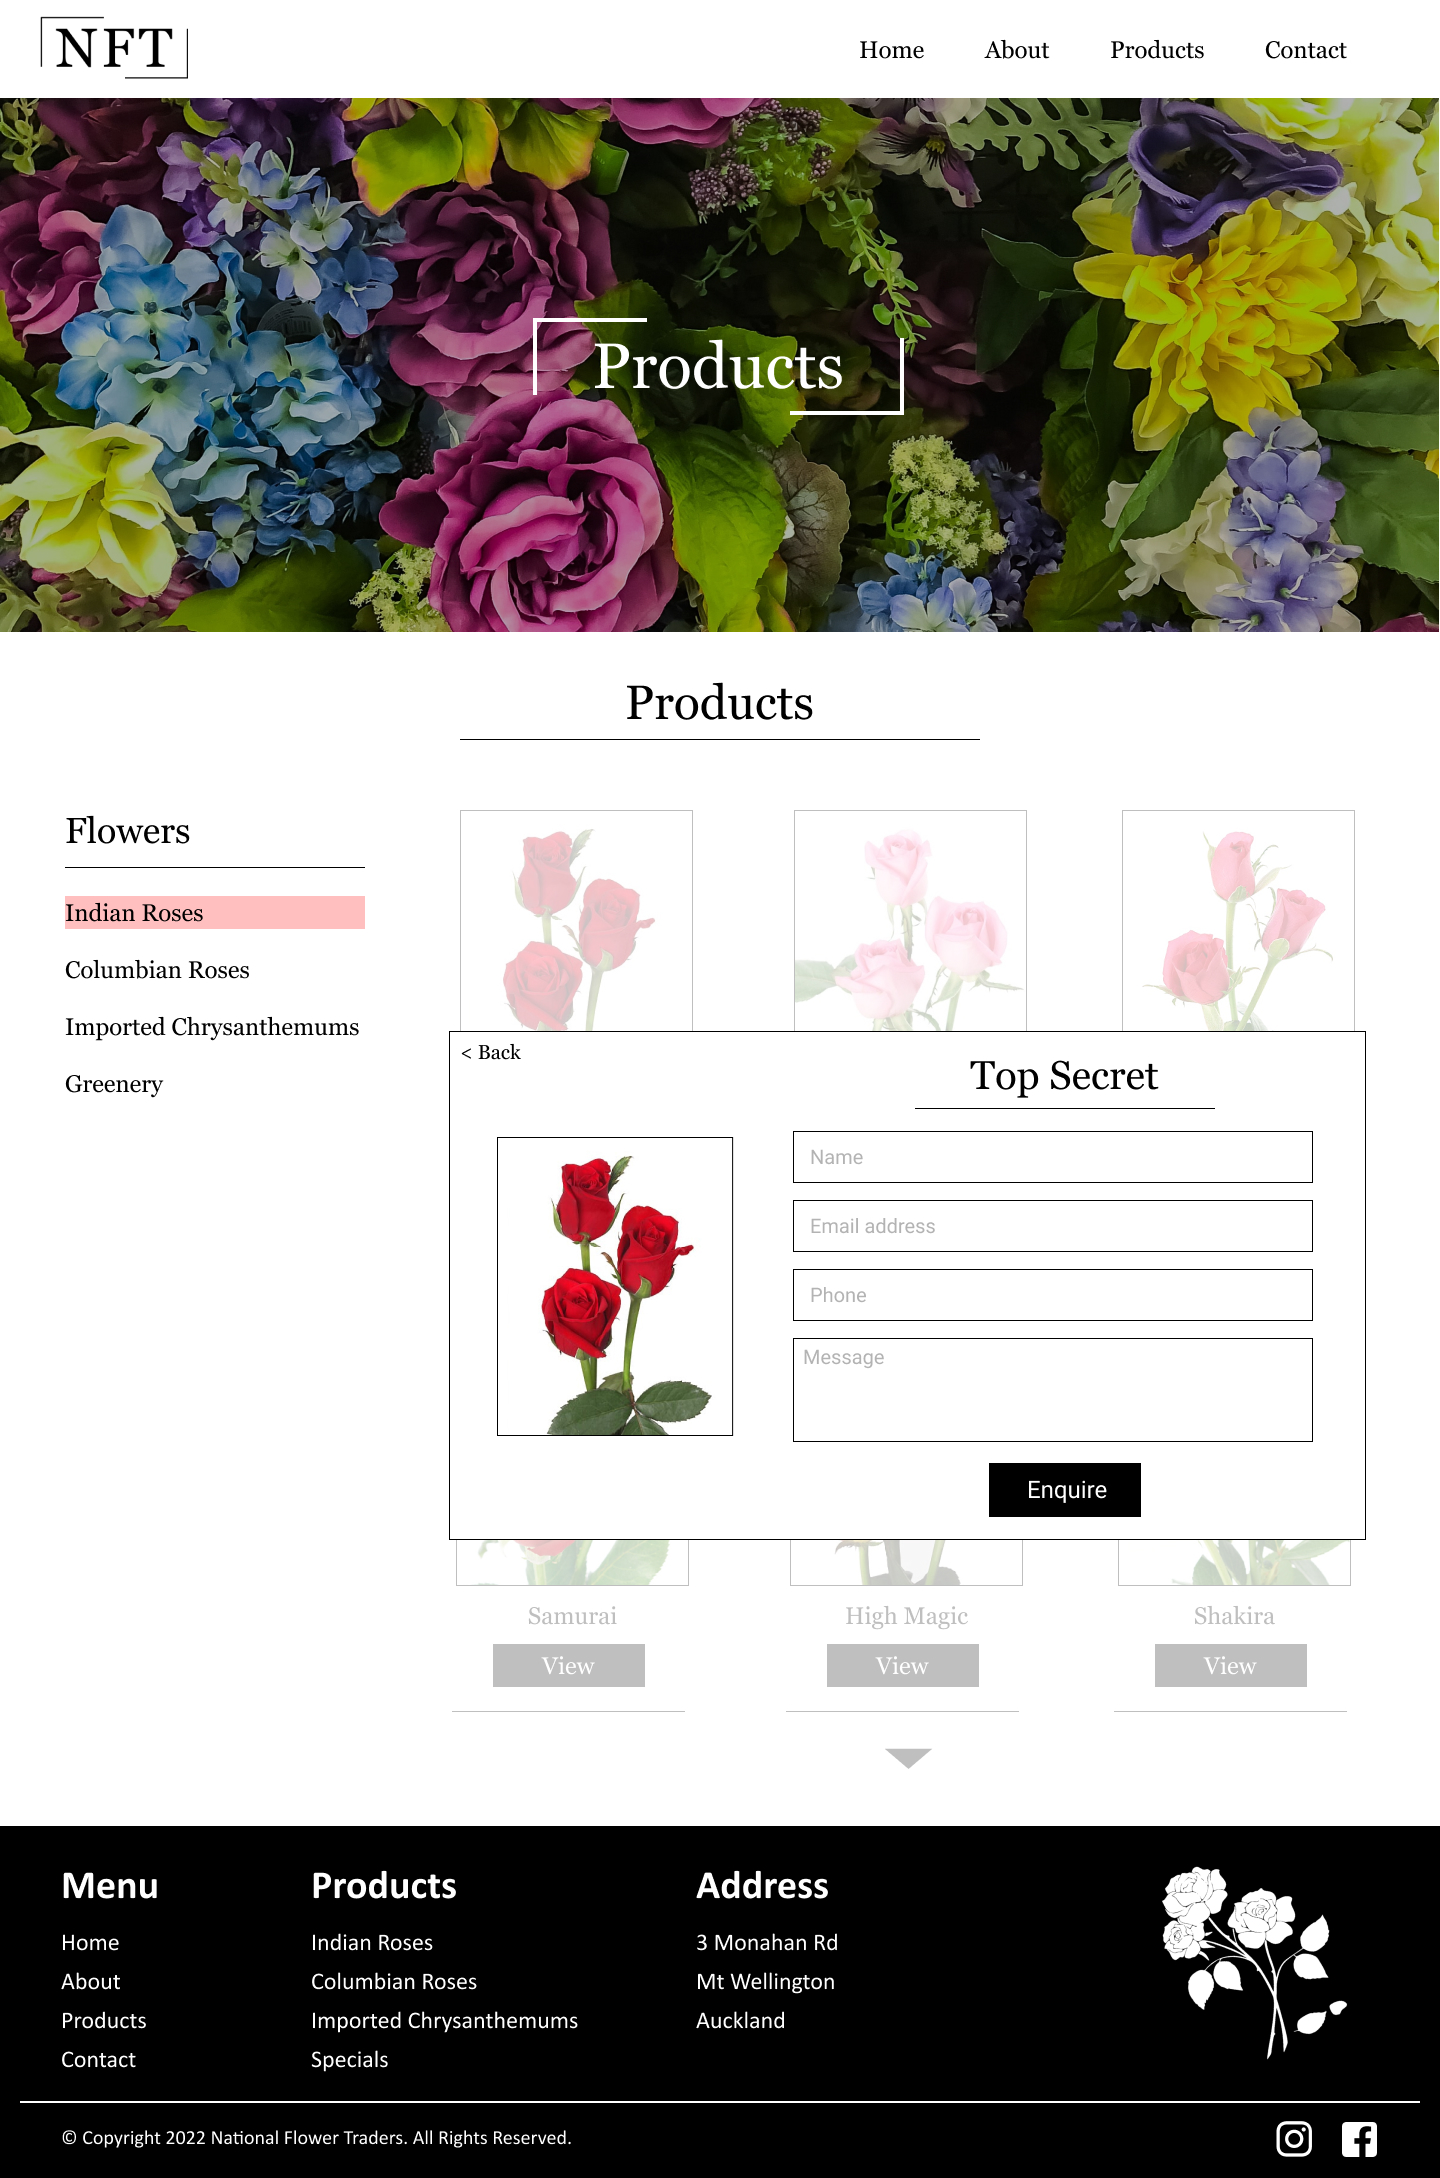 NFT
Home
About
Products
Contact
Products
Products
Flowers
Indian Roses
Columbian Roses
Imported Chrysanthemums
Greenery
< Back
Top Secret
Name
Email address
Phone
Message
Enquire
Samurai
High Magic
Shakira
View
View
View
Menu
Home
About
Products
Contact
Products
Indian Roses
Columbian Roses
Imported Chrysanthemums
Specials
Address
3 Monahan Rd
Mt Wellington
Auckland
© Copyright 2022 National Flower Traders. All Rights Reserved.